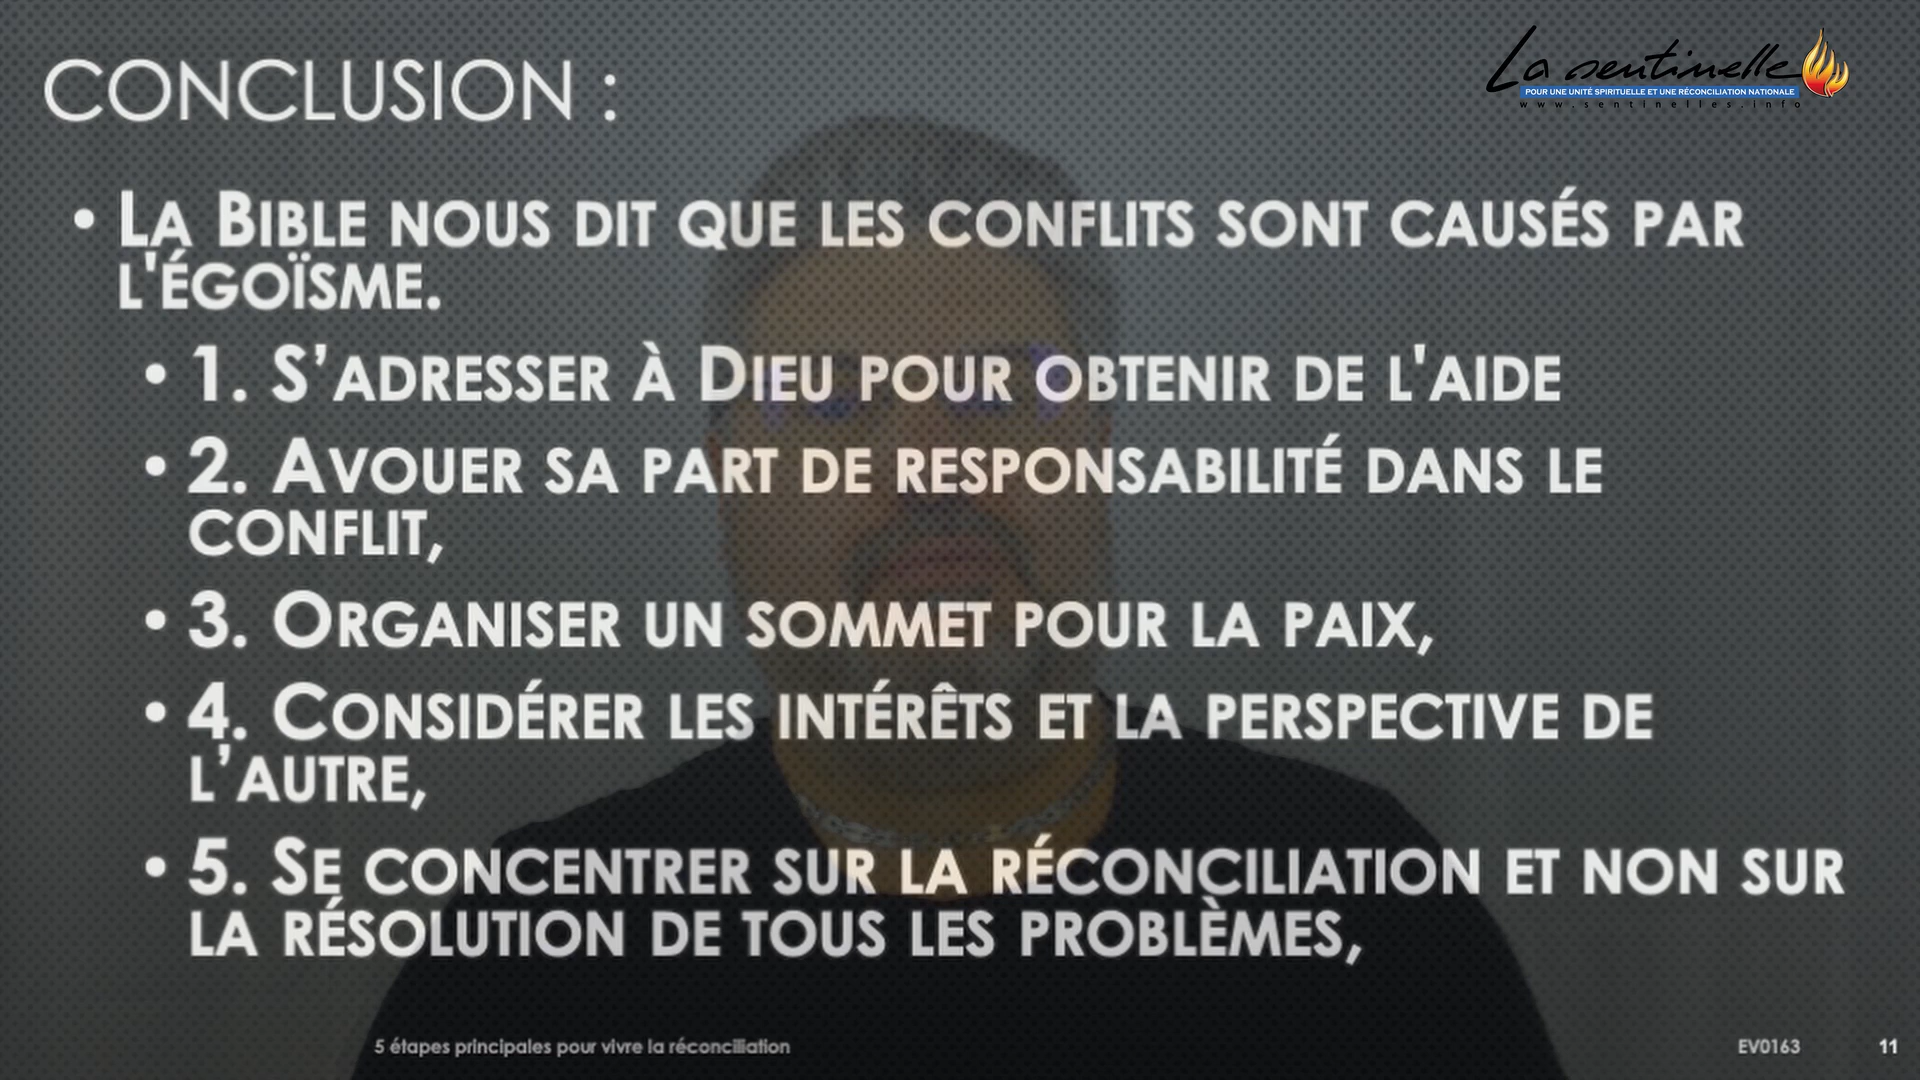 CONCLUSION :
La sentinelle
POUR UNE UNITÉ SPIRITUELLE ET UNE RÉCONCILIATION NATIONALE
www.sentinelles.info
• LA BIBLE NOUS DIT QUE LES CONFLITS SONT CAUSÉS PAR
L'ÉGOÏSME.
• 1. S’ADRESSER À DIEU POUR OBTENIR DE L'AIDE
• 2. AVOUER SA PART DE RESPONSABILITÉ DANS LE
CONFLIT,
• 3. ORGANISER UN SOMMET POUR LA PAIX,
• 4. CONSIDÉRER LES INTÉRÊTS ET LA PERSPECTIVE DE
L’AUTRE,
• 5. SE CONCENTRER SUR LA RÉCONCILIATION ET NON SUR
LA RÉSOLUTION DE TOUS LES PROBLÈMES,
5 étapes principales pour vivre la réconciliation
EV0163
11